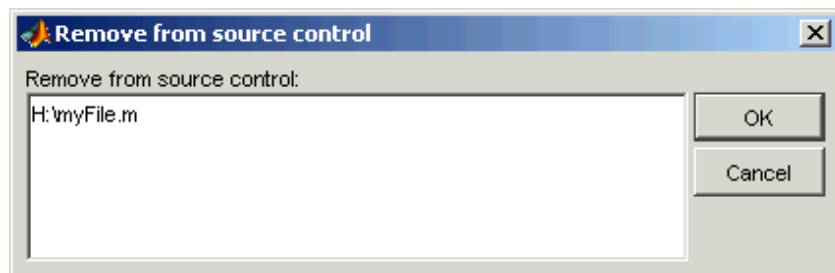 Remove from source control
Remove from source control:
H:\myFile.m
OK
Cancel